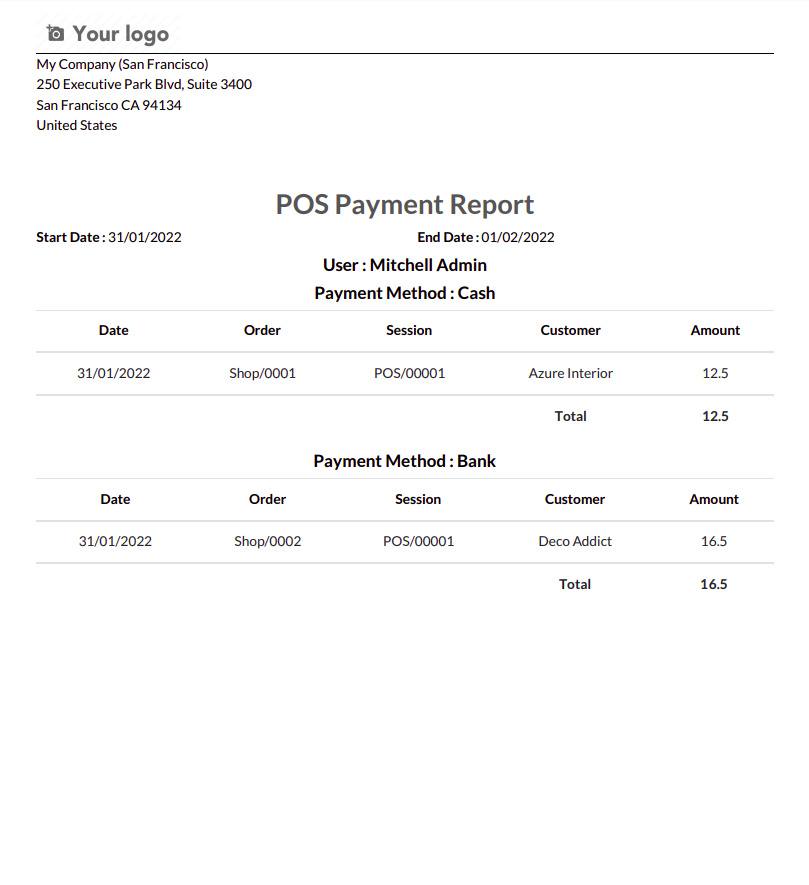 Your logo
My Company (San Francisco)
250 Executive Park Blvd, Suite 3400
San Francisco CA 94134
United States
POS Payment Report
Start Date : 31/01/2022 End Date : 01/02/2022
User : Mitchell Admin
Payment Method : Cash
Date Order Session Customer Amount
31/01/2022 Shop/0001 POS/00001 Azure Interior 12.5
Total 12.5
Payment Method : Bank
Date Order Session Customer Amount
31/01/2022 Shop/0002 POS/00001 Deco Addict 16.5
Total 16.5